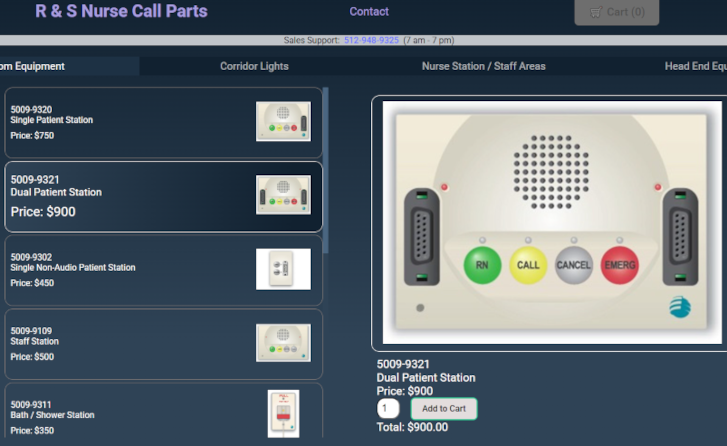 R & S Nurse Call Parts
Contact
Cart (0)
Sales Support: 512-948-9325 (7 am - 7 pm)
om Equipment
Corridor Lights
Nurse Station / Staff Areas
Head End Equ
5009-9320
Single Patient Station
Price: $750
5009-9321
Dual Patient Station
Price: $900
5009-9302
Single Non-Audio Patient Station
Price: $450
5009-9109
Staff Station
Price: $500
5009-9311
Bath / Shower Station
Price: $350
RN
CALL
CANCEL
EMERG
5009-9321
Dual Patient Station
Price: $900
1
Add to Cart
Total: $900.00